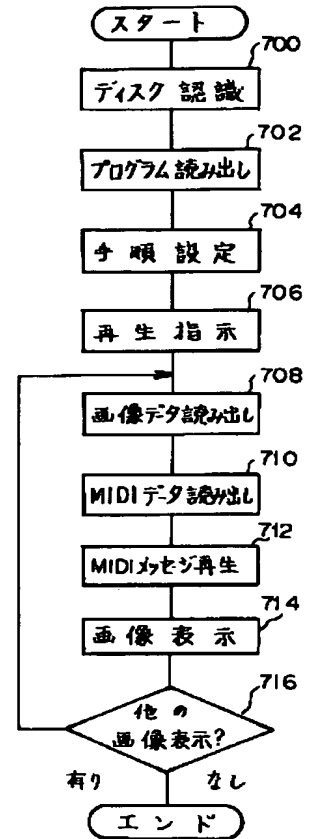 スタート
700
ディスク認識
702
プログラム読み出し
704
手順設定
706
再生指示
708
画像データ読み出し
710
MIDIデータ読み出し
712
MIDIメッセジ再生
714
画像表示
716
他の
画像表示?
有り なし
エンド